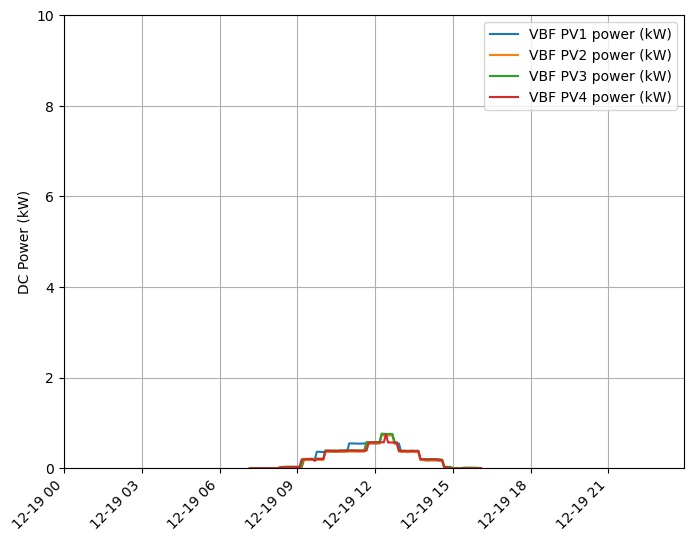 10
8
6
4
2
0
DC Power (kW)
VBF PV1 power (kW)
VBF PV2 power (kW)
VBF PV3 power (kW)
VBF PV4 power (kW)
12-19 00
12-19 03
12-19 06
12-19 09
12-19 12
12-19 15
12-19 18
12-19 21